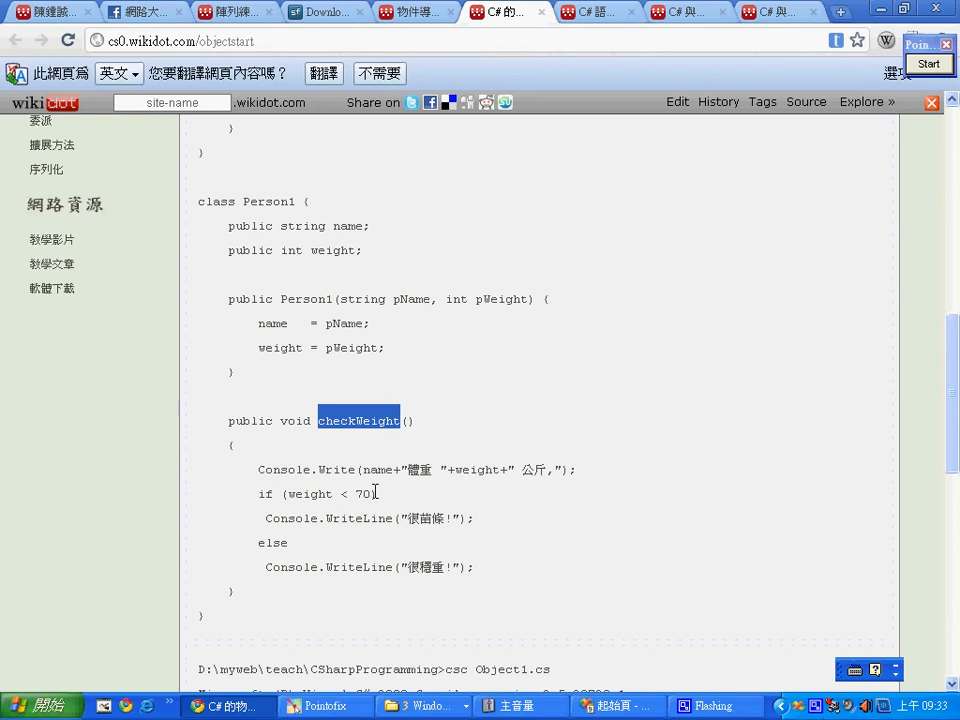 陳鍾誠...
網路大...
陣列練...
Downlo...
物件導...
C# 的...
C# 語...
C# 與...
C# 與...
cs0.wikidot.com/objectstart
Poin...
此網頁為 英文 您要翻譯網頁內容嗎？ 翻譯 不需要
Start
wikidot site-name .wikidot.com Share on Edit History Tags Source Explore »
委派
擴展方法
序列化
網路資源
教學影片
教學文章
軟體下載
}
}
class Person1 {
public string name;
public int weight;
public Person1(string pName, int pWeight) {
name = pName;
weight = pWeight;
}
public void checkWeight()
{
Console.Write(name+"體重 "+weight+" 公斤,");
if (weight < 70)
Console.WriteLine("很苗條!");
else
Console.WriteLine("很穩重!");
}
}
D:\myweb\teach\CSharpProgramming>csc Object1.cs
開始
C# 的物...
Pointofix
3 Windo...
主音量
起始頁 - ...
Flashing
上午 09:33